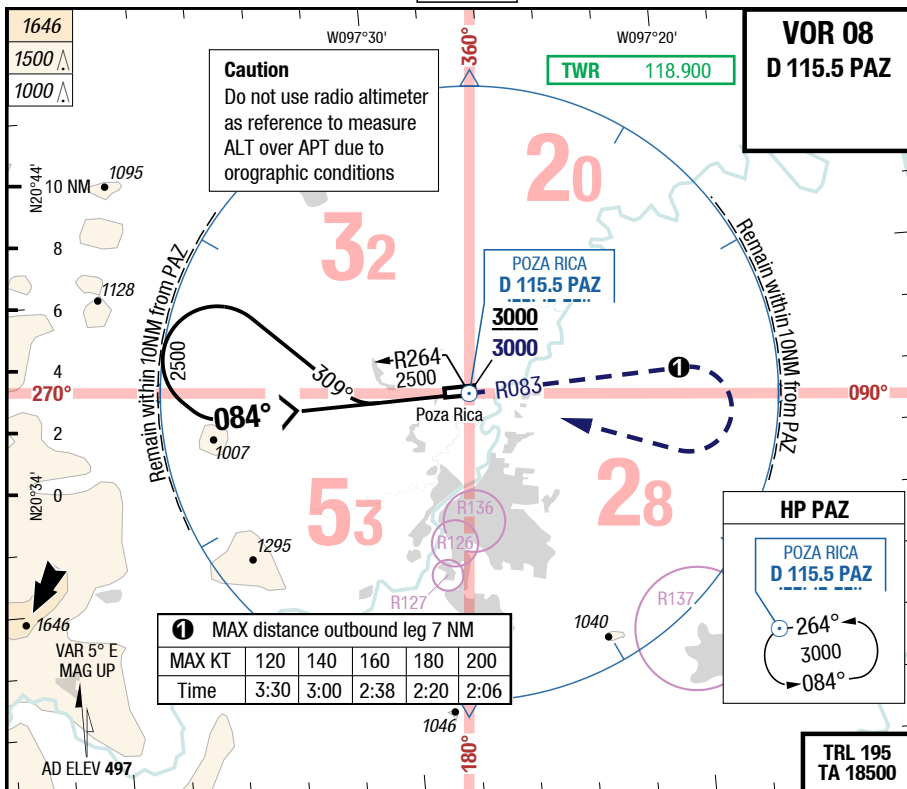 1646
1500
1000
W097°30'
360°
W097°20'
VOR 08
D 115.5 PAZ
TWR 118.900
Caution
Do not use radio altimeter
as reference to measure
ALT over APT due to
orographic conditions
N20°44'
10 NM
1095
8
6
4
2
0
N20°34'
1128
32
20
Remain within 10NM from PAZ
Remain within 10NM from PAZ
POZA RICA
D 115.5 PAZ
3000
3000
2500
309°
R264
2500
R083
1
270°
090°
084°
Poza Rica
1007
53
28
R136
R126
R127
R137
1295
1646
VAR 5° E
MAG UP
AD ELEV 497
1 MAX distance outbound leg 7 NM
MAX KT 120 140 160 180 200
Time 3:30 3:00 2:38 2:20 2:06
1040
1046
180°
HP PAZ
POZA RICA
D 115.5 PAZ
264°
3000
084°
TRL 195
TA 18500